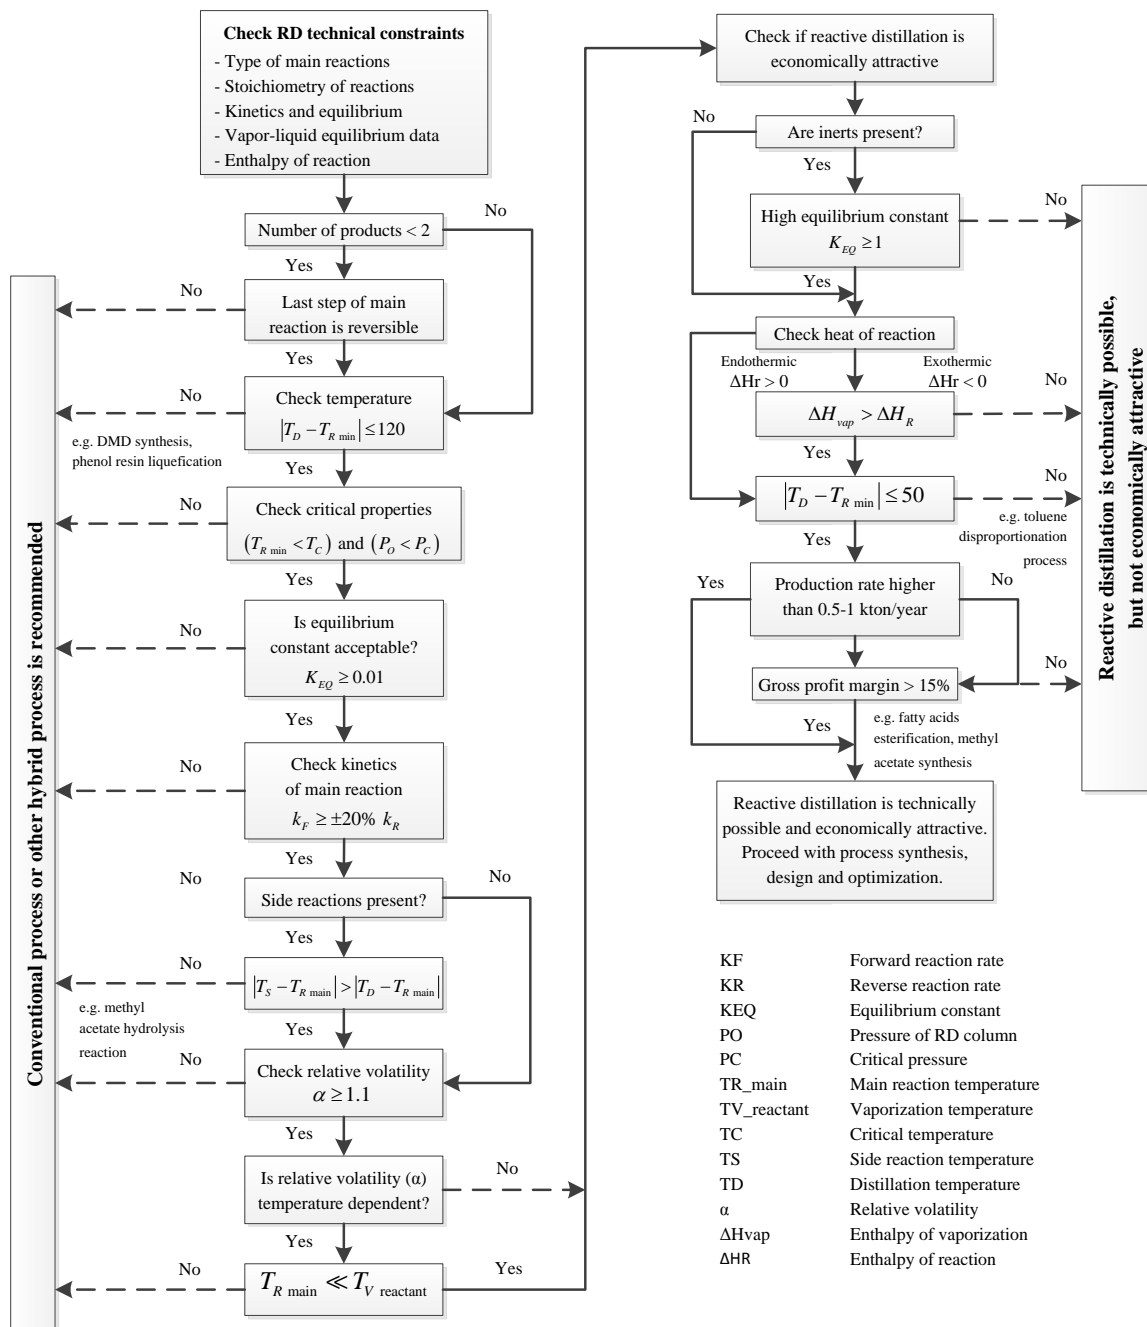 Check RD technical constraints
- Type of main reactions
- Stoichiometry of reactions
- Kinetics and equilibrium
- Vapor-liquid equilibrium data
- Enthalpy of reaction
No
Number of products < 2
Yes
No
Last step of main
reaction is reversible
Yes
No
Check temperature
|T_D − T_{R min}| ≤ 120
e.g. DMD synthesis,
phenol resin liquefication
Yes
No
Check critical properties
(T_{R min} < T_C) and (P_O < P_C)
Yes
No
Is equilibrium
constant acceptable?
K_{EQ} ≥ 0.01
Yes
No
Check kinetics
of main reaction
k_F ≥ ±20% k_R
Yes
No
Side reactions present?
No
Yes
No
|T_S − T_{R main}| > |T_D − T_{R main}|
e.g. methyl
acetate hydrolysis
reaction
Yes
No
Check relative volatility
α ≥ 1.1
Yes
Is relative volatility (α)
temperature dependent?
No
Yes
No
T_{R main} ≪ T_{V reactant}
Yes
Conventional process or other hybrid process is recommended
Check if reactive distillation is
economically attractive
No
Are inerts present?
Yes
High equilibrium constant
K_{EQ} ≥ 1
No
Yes
Check heat of reaction
Endothermic
ΔHr > 0
Exothermic
ΔHr < 0
No
ΔH_{vap} > ΔH_R
Yes
No
|T_D − T_{R min}| ≤ 50
e.g. toluene
disproportionation
process
Yes
Yes
Production rate higher
than 0.5-1 kton/year
No
No
Gross profit margin > 15%
Yes
e.g. fatty acids
esterification, methyl
acetate synthesis
Reactive distillation is technically
possible and economically attractive.
Proceed with process synthesis,
design and optimization.
Reactive distillation is technically possible,
but not economically attractive
KF Forward reaction rate
KR Reverse reaction rate
KEQ Equilibrium constant
PO Pressure of RD column
PC Critical pressure
TR_main Main reaction temperature
TV_reactant Vaporization temperature
TC Critical temperature
TS Side reaction temperature
TD Distillation temperature
α Relative volatility
ΔHvap Enthalpy of vaporization
ΔHR Enthalpy of reaction